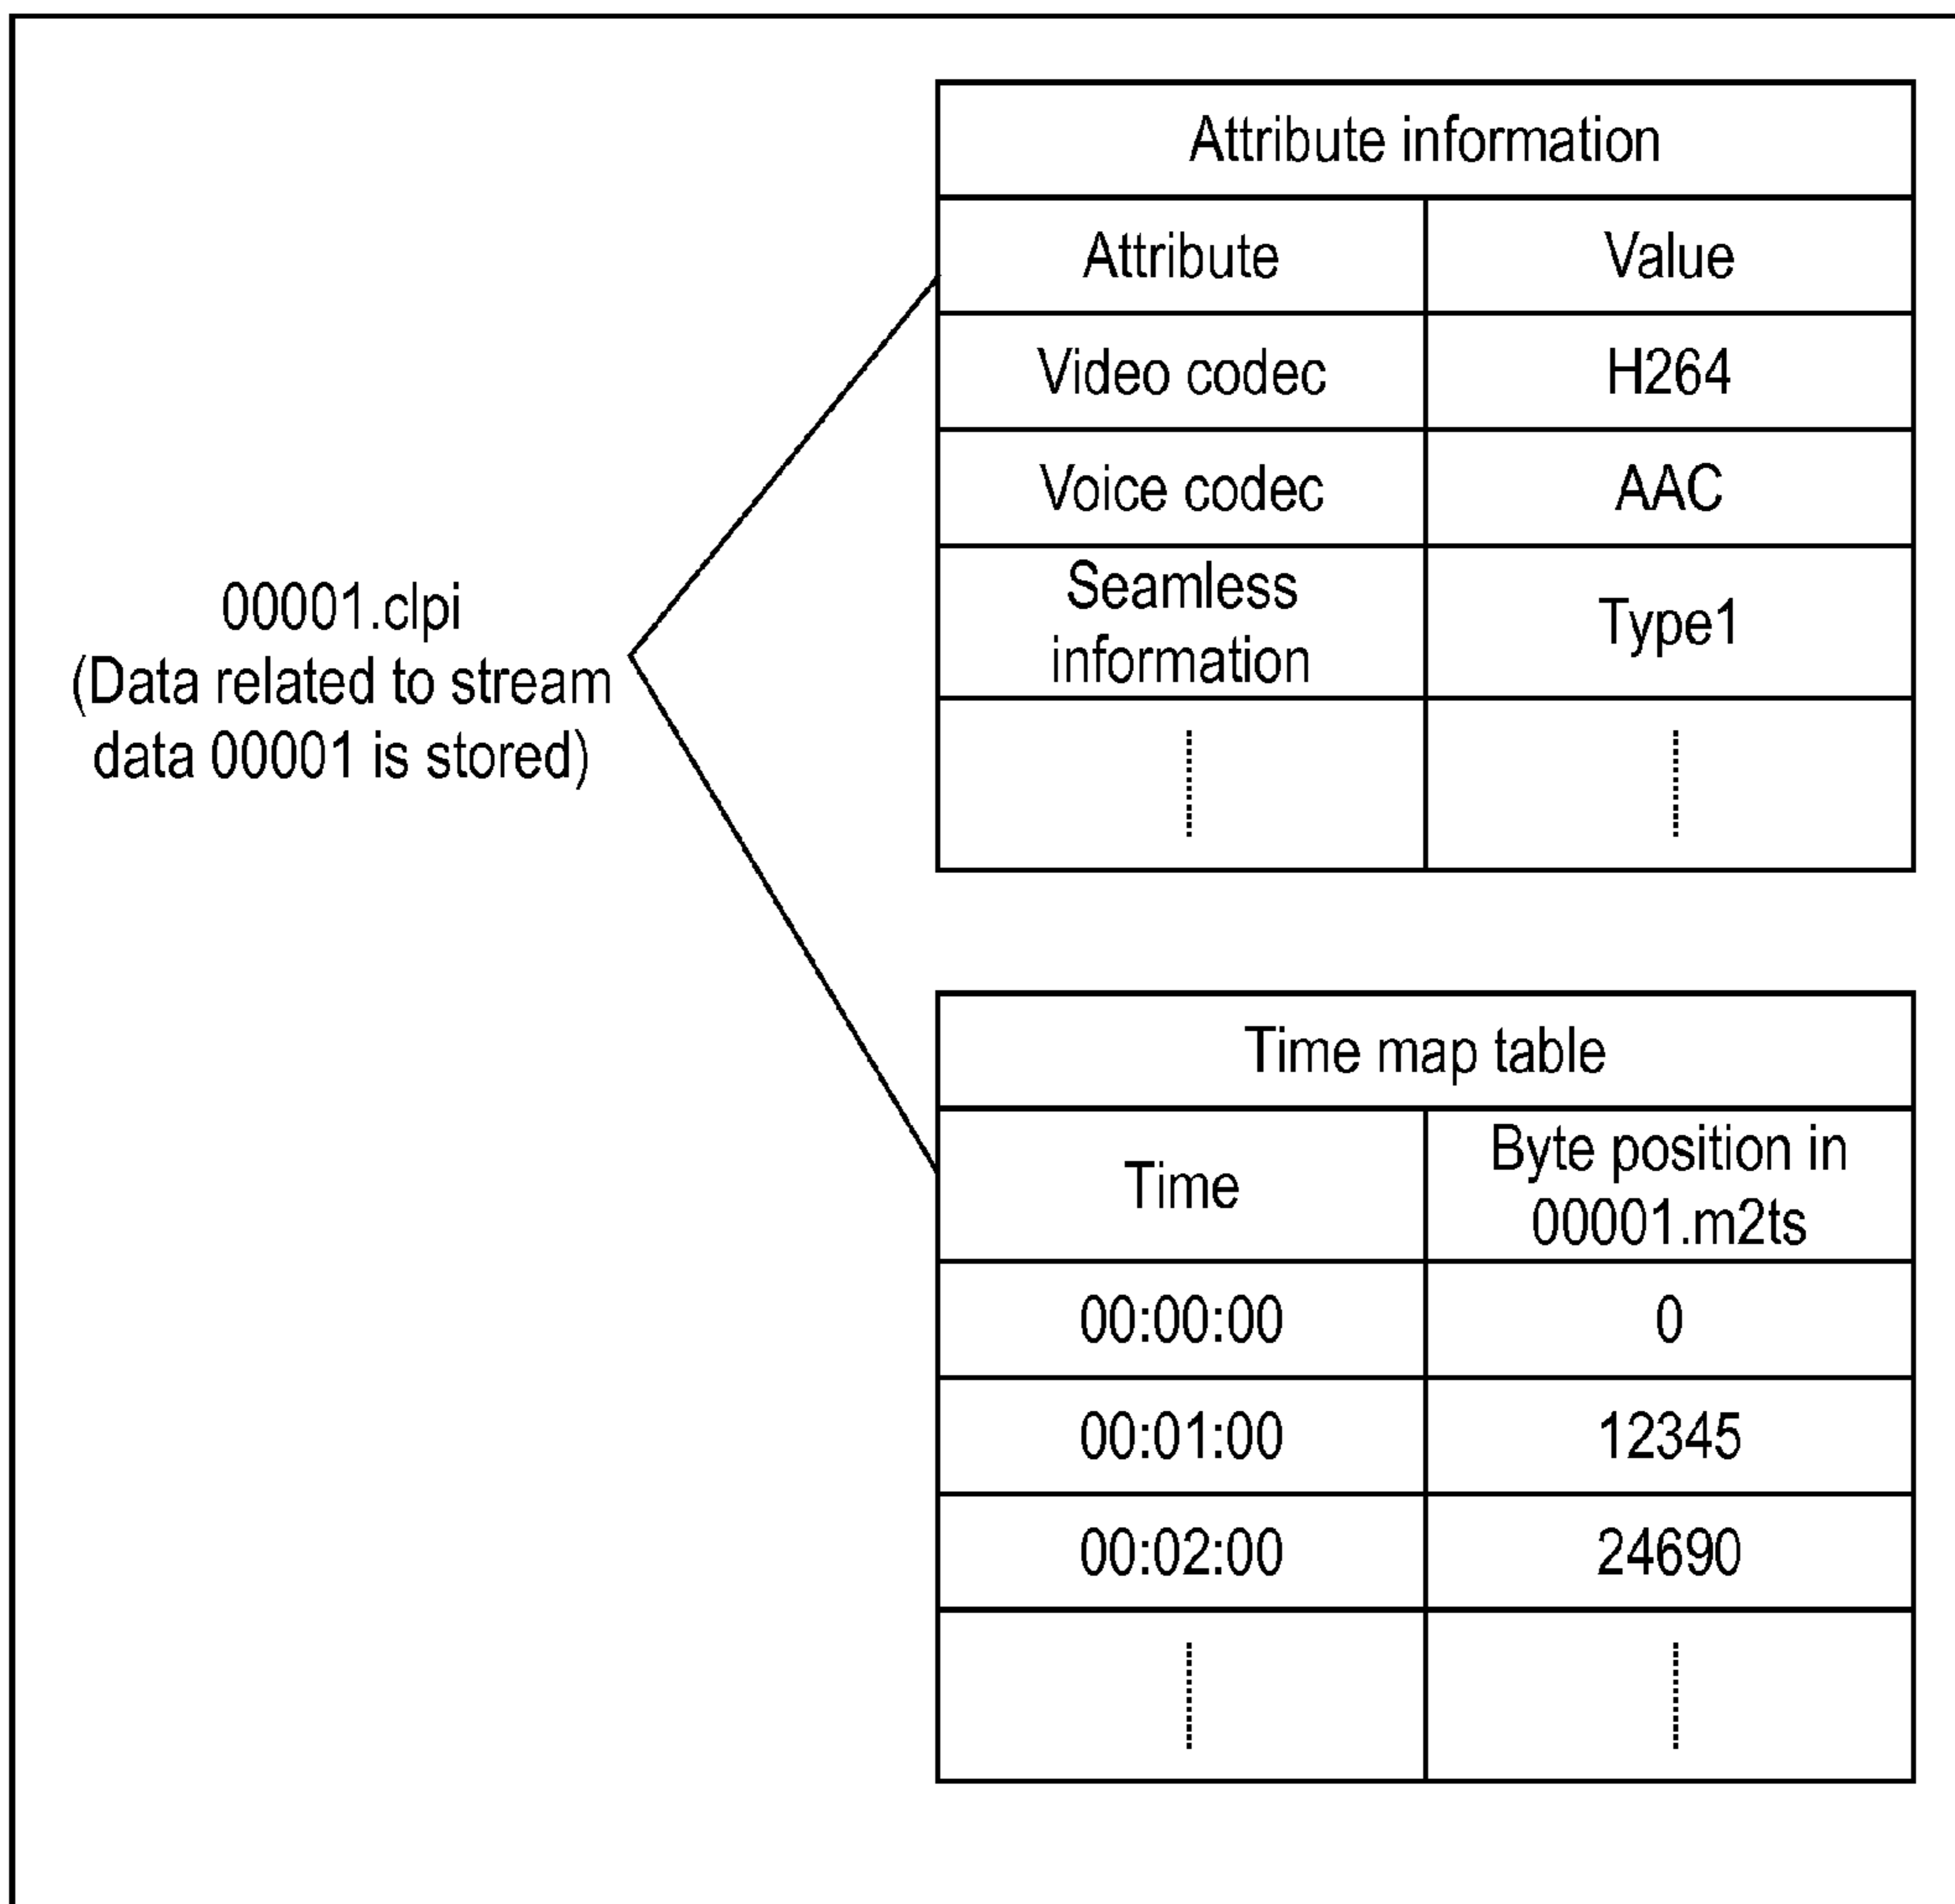 00001.clpi
(Data related to stream
data 00001 is stored)
Attribute information
Attribute Value
Video codec H264
Voice codec AAC
Seamless
information
Type1
Time map table
Time
Byte position in
00001.m2ts
00:00:00 0
00:01:00 12345
00:02:00 24690